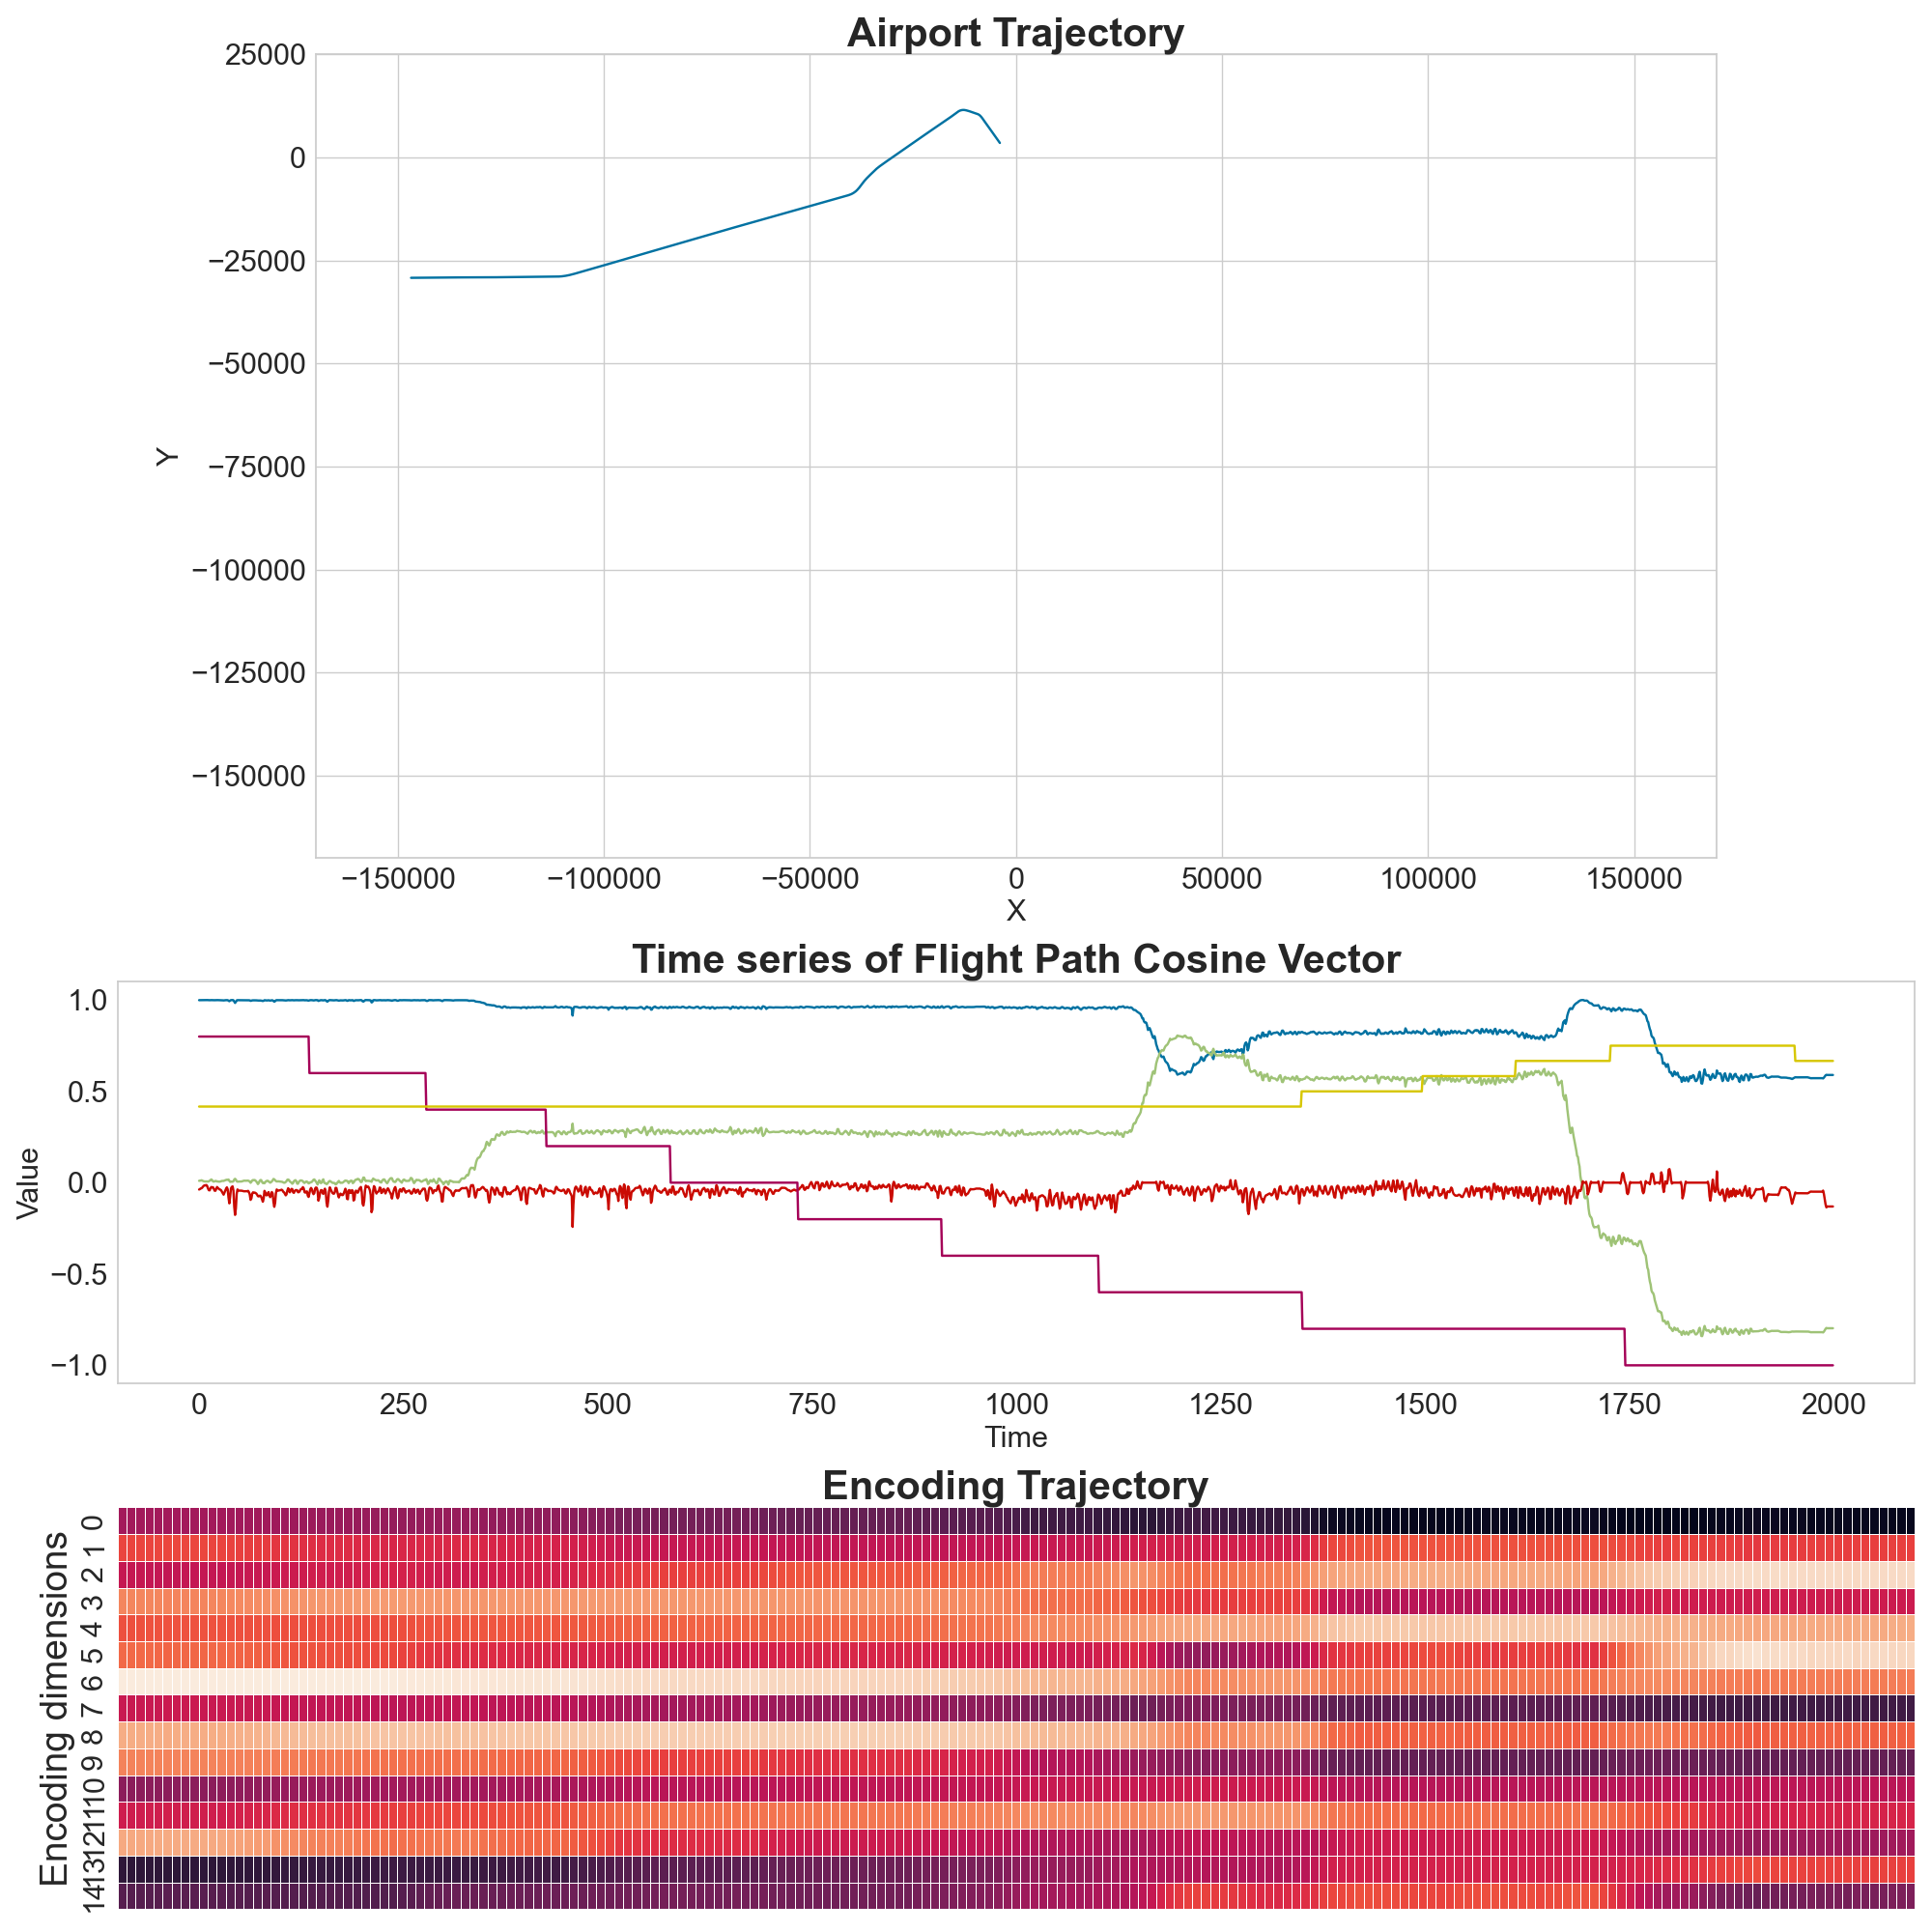 Airport Trajectory
25000
0
−25000
−50000
−75000
−100000
−125000
−150000
Y
−150000 −100000 −50000 0 50000 100000 150000
X
Time series of Flight Path Cosine Vector
1.0
0.5
0.0
−0.5
−1.0
Value
0 250 500 750 1000 1250 1500 1750 2000
Time
Encoding Trajectory
Encoding dimensions
0
1
2
3
4
5
6
7
8
9
10
11
12
13
14